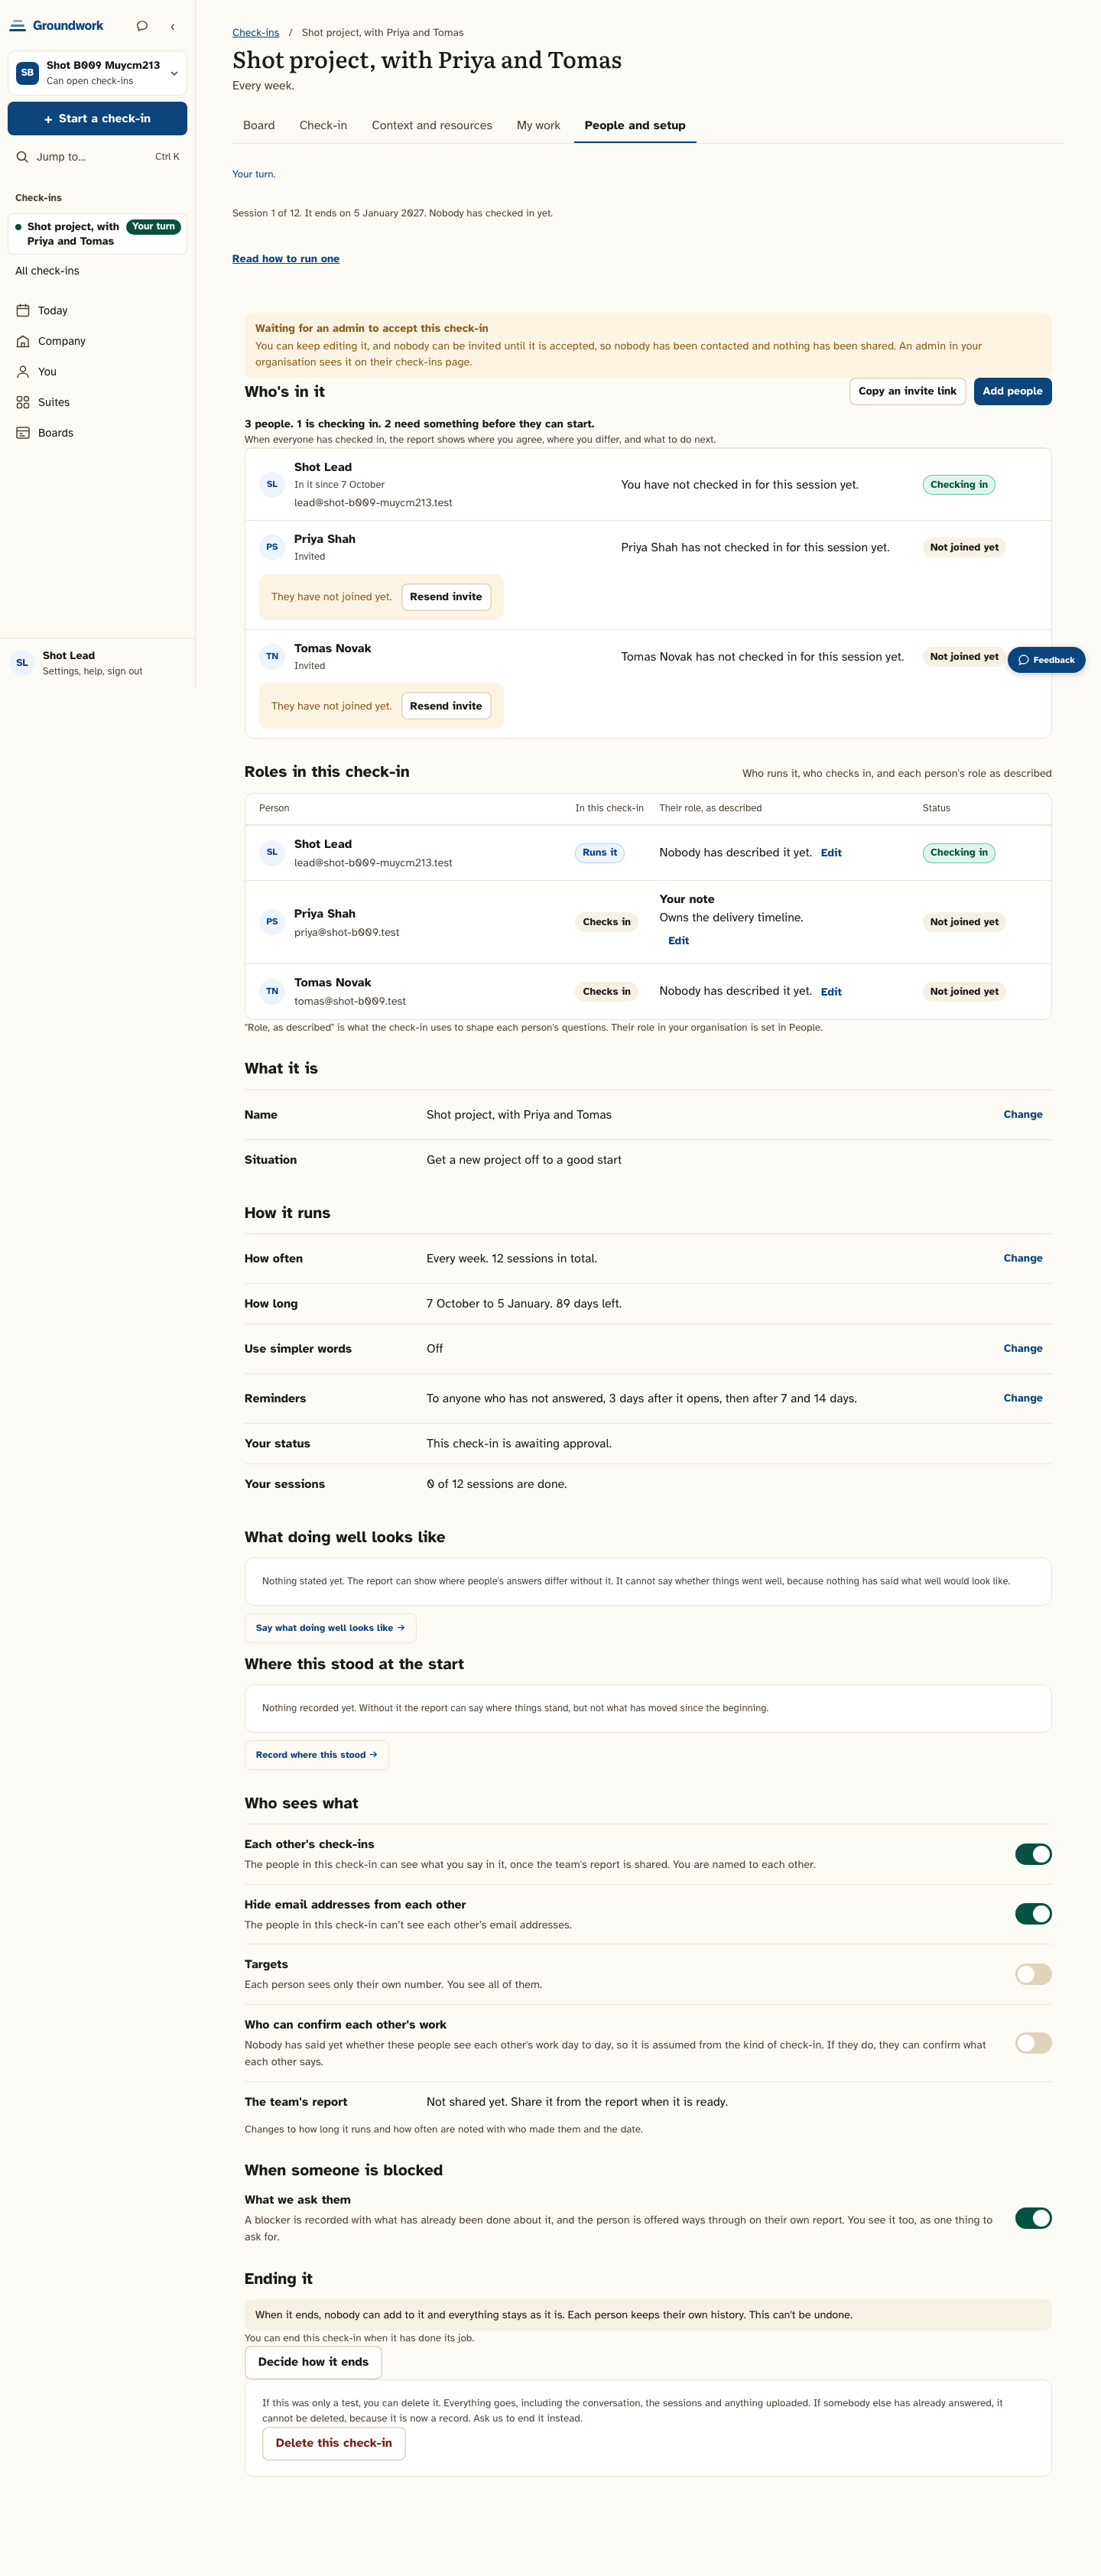 Groundwork
SB
Shot B009 Muycm213
Can open check-ins
+ Start a check-in
Jump to...
Ctrl K
Check-ins
Shot project, with
Priya and Tomas
Your turn
All check-ins
Today
Company
You
Suites
Boards
SL
Shot Lead
Settings, help, sign out
Check-ins / Shot project, with Priya and Tomas
Shot project, with Priya and Tomas
Every week.
Board
Check-in
Context and resources
My work
People and setup
Your turn.
Session 1 of 12. It ends on 5 January 2027. Nobody has checked in yet.
Read how to run one
Waiting for an admin to accept this check-in
You can keep editing it, and nobody can be invited until it is accepted, so nobody has been contacted and nothing has been shared. An admin in your
organisation sees it on their check-ins page.
Who's in it
Copy an invite link
Add people
3 people. 1 is checking in. 2 need something before they can start.
When everyone has checked in, the report shows where you agree, where you differ, and what to do next.
SL
Shot Lead
In it since 7 October
lead@shot-b009-muycm213.test
You have not checked in for this session yet.
Checking in
PS
Priya Shah
Invited
Priya Shah has not checked in for this session yet.
Not joined yet
They have not joined yet.
Resend invite
TN
Tomas Novak
Invited
Tomas Novak has not checked in for this session yet.
Not joined yet
Feedback
They have not joined yet.
Resend invite
Roles in this check-in
Who runs it, who checks in, and each person's role as described
Person
In this check-in
Their role, as described
Status
SL
Shot Lead
lead@shot-b009-muycm213.test
Runs it
Nobody has described it yet.
Edit
Checking in
PS
Priya Shah
priya@shot-b009.test
Checks in
Your note
Owns the delivery timeline.
Edit
Not joined yet
TN
Tomas Novak
tomas@shot-b009.test
Checks in
Nobody has described it yet.
Edit
Not joined yet
"Role, as described" is what the check-in uses to shape each person's questions. Their role in your organisation is set in People.
What it is
Name
Shot project, with Priya and Tomas
Change
Situation
Get a new project off to a good start
How it runs
How often
Every week. 12 sessions in total.
Change
How long
7 October to 5 January. 89 days left.
Use simpler words
Off
Change
Reminders
To anyone who has not answered, 3 days after it opens, then after 7 and 14 days.
Change
Your status
This check-in is awaiting approval.
Your sessions
0 of 12 sessions are done.
What doing well looks like
Nothing stated yet. The report can show where people's answers differ without it. It cannot say whether things went well, because nothing has said what well would look like.
Say what doing well looks like →
Where this stood at the start
Nothing recorded yet. Without it the report can say where things stand, but not what has moved since the beginning.
Record where this stood →
Who sees what
Each other's check-ins
The people in this check-in can see what you say in it, once the team's report is shared. You are named to each other.
Hide email addresses from each other
The people in this check-in can't see each other's email addresses.
Targets
Each person sees only their own number. You see all of them.
Who can confirm each other's work
Nobody has said yet whether these people see each other's work day to day, so it is assumed from the kind of check-in. If they do, they can confirm what
each other says.
The team's report
Not shared yet. Share it from the report when it is ready.
Changes to how long it runs and how often are noted with who made them and the date.
When someone is blocked
What we ask them
A blocker is recorded with what has already been done about it, and the person is offered ways through on their own report. You see it too, as one thing to
ask for.
Ending it
When it ends, nobody can add to it and everything stays as it is. Each person keeps their own history. This can't be undone.
You can end this check-in when it has done its job.
Decide how it ends
If this was only a test, you can delete it. Everything goes, including the conversation, the sessions and anything uploaded. If somebody else has already answered, it
cannot be deleted, because it is now a record. Ask us to end it instead.
Delete this check-in